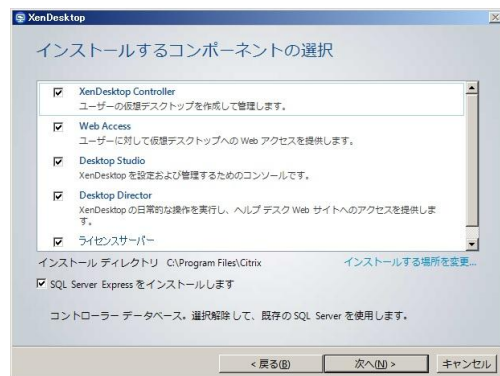 XenDesktop
インストールするコンポーネントの選択
XenDesktop Controller
ユーザーの仮想デスクトップを作成して管理します。
Web Access
ユーザーに対して仮想デスクトップへの Web アクセスを提供します。
Desktop Studio
XenDesktop を設定および管理するためのコンソールです。
Desktop Director
XenDesktop の日常的な操作を実行し、ヘルプ デスク Web サイトへのアクセスを提供しま
す。
ライセンスサーバー
インストール ディレクトリ C:\Program Files\Citrix インストールする場所を変更...
SQL Server Express をインストールします
コントローラー データベース。選択解除して、既存の SQL Server を使用します。
< 戻る(B) 次へ(N) > キャンセル